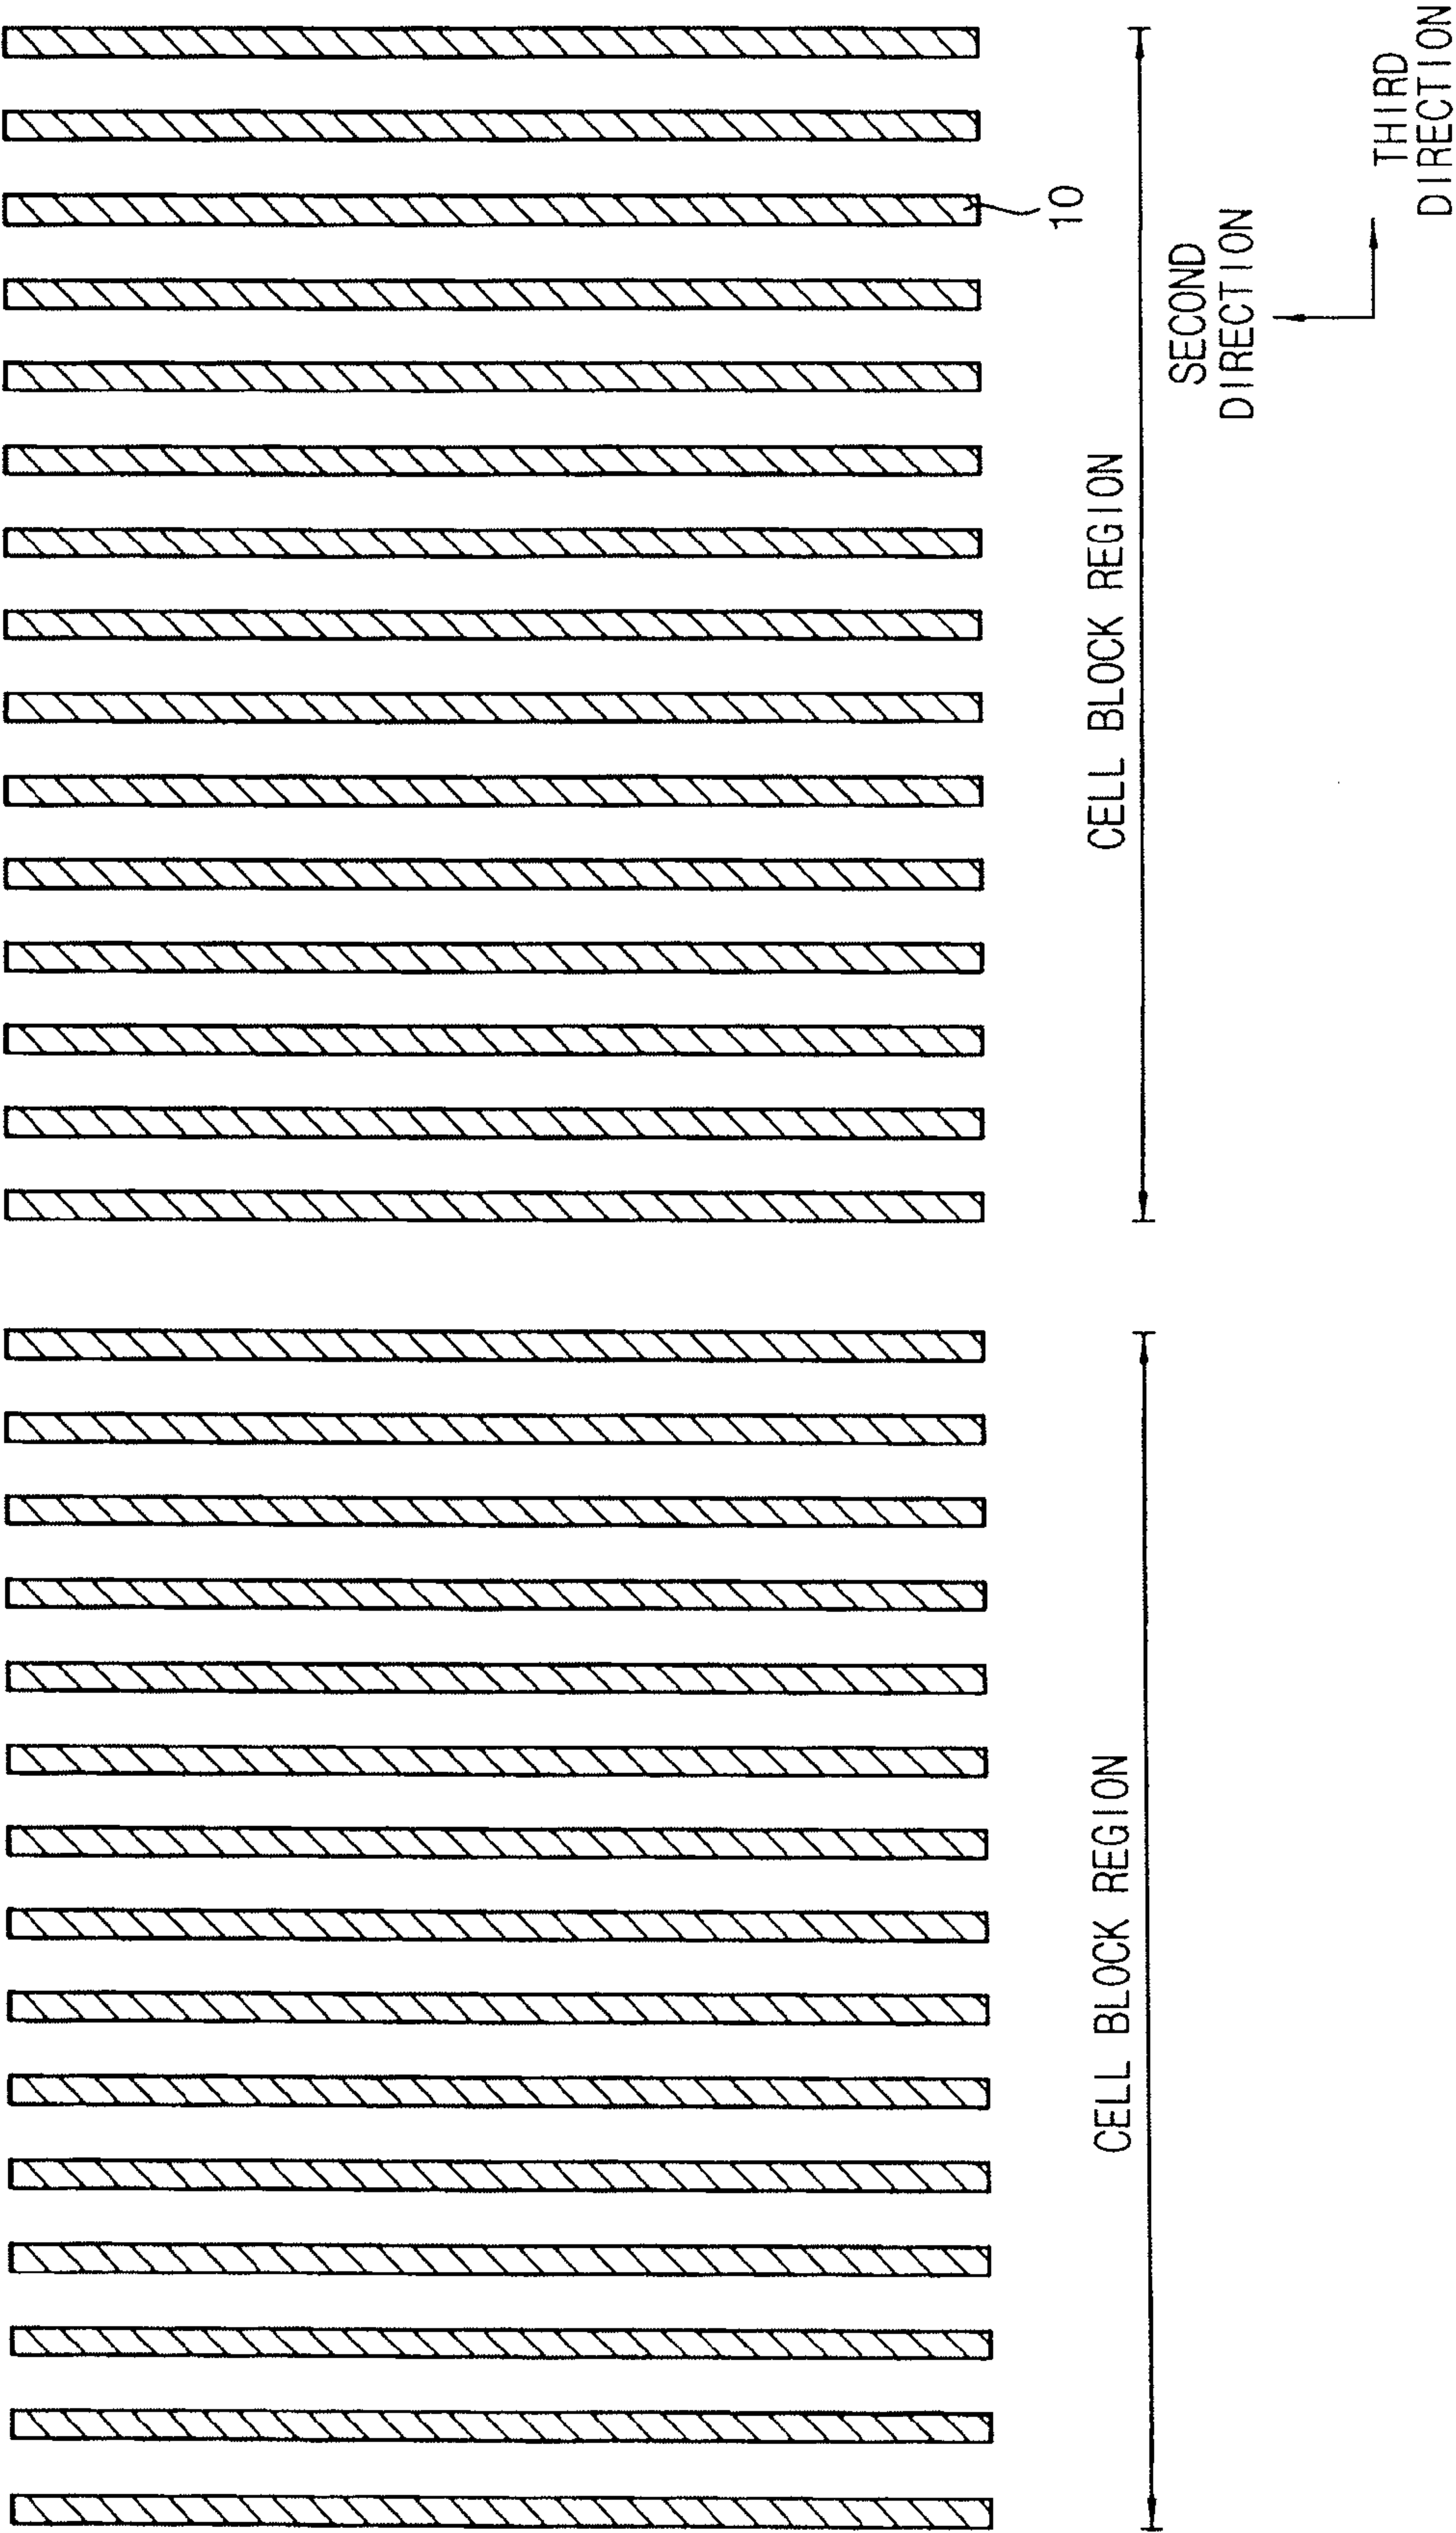 10
CELL BLOCK REGION
CELL BLOCK REGION
SECOND
DIRECTION
THIRD
DIRECTION